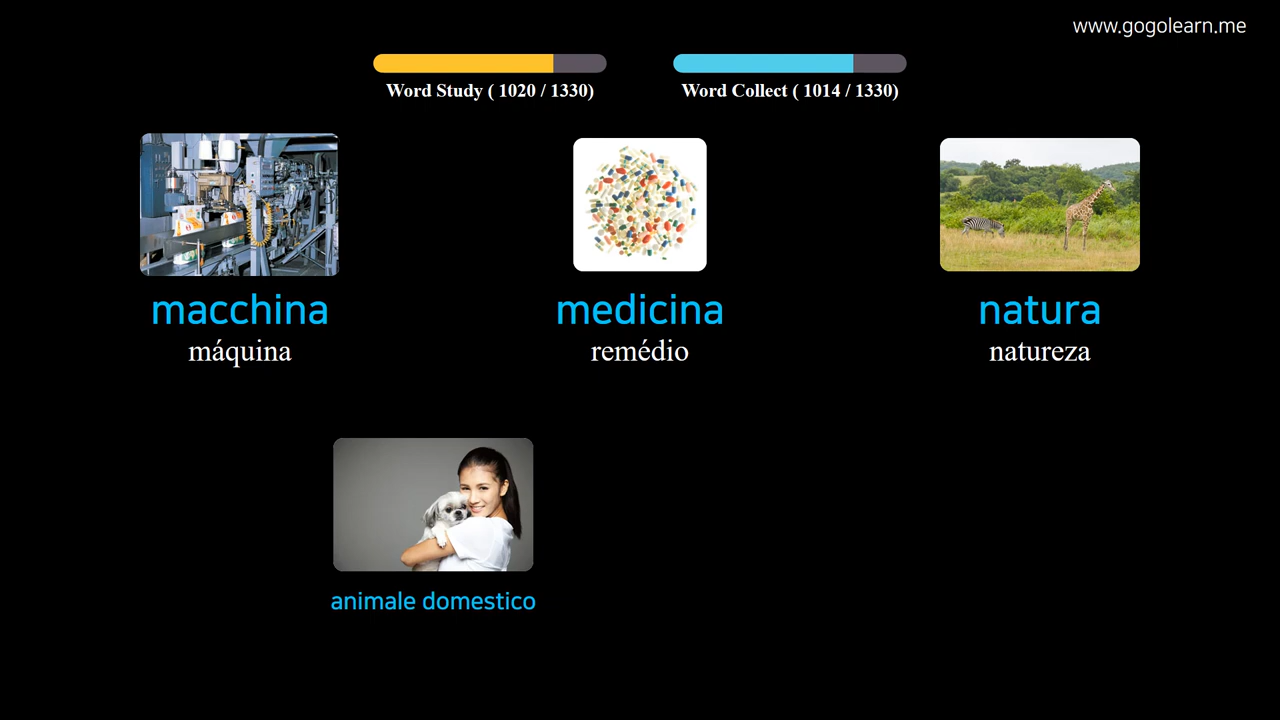 www.gogolearn.me
Word Study ( 1020 / 1330)
Word Collect ( 1014 / 1330)
macchina
medicina
natura
máquina
remédio
natureza
animale domestico